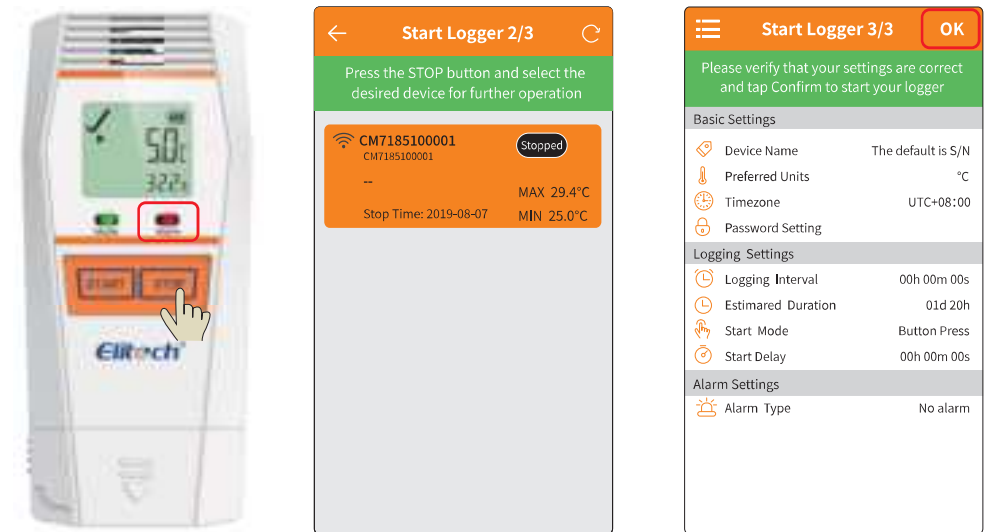 5.0℃
START STOP
Elitech
Start Logger 2/3
Press the STOP button and select the
desired device for further operation
CM7185100001
Stopped
CM7185100001
--
MAX 29.4°C
Stop Time: 2019-08-07
MIN 25.0°C
Start Logger 3/3
OK
Please verify that your settings are correct
and tap Confirm to start your logger
Basic Settings
Device Name The default is S/N
Preferred Units °C
Timezone UTC+08:00
Password Setting
Logging Settings
Logging Interval 00h 00m 00s
Estimared Duration 01d 20h
Start Mode Button Press
Start Delay 00h 00m 00s
Alarm Settings
Alarm Type No alarm